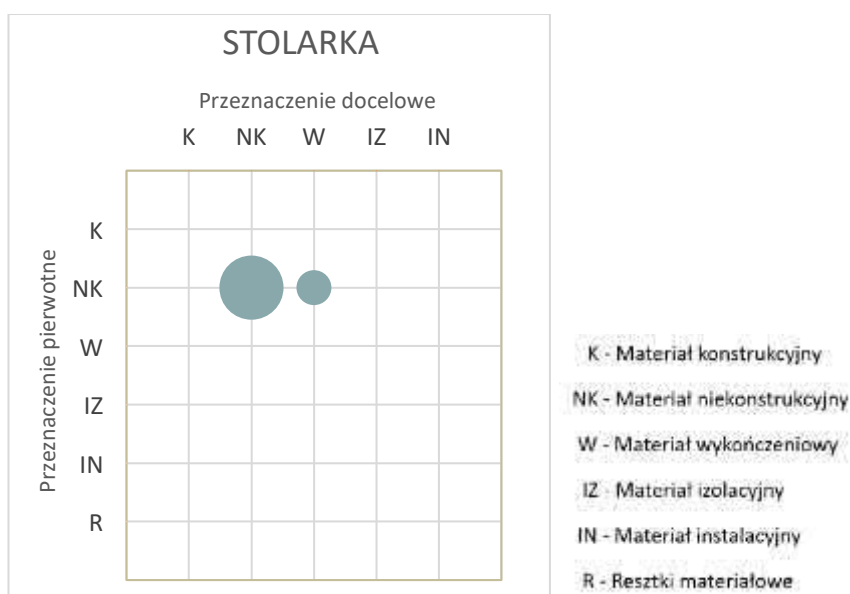 STOLARKA
Przeznaczenie docelowe
K NK W IZ IN
Przeznaczenie pierwotne
K
NK
W
IZ
IN
R
K - Materiał konstrukcyjny
NK - Materiał niekonstrukcyjny
W - Materiał wykończeniowy
IZ - Materiał izolacyjny
IN - Materiał instalacyjny
R - Resztki materiałowe